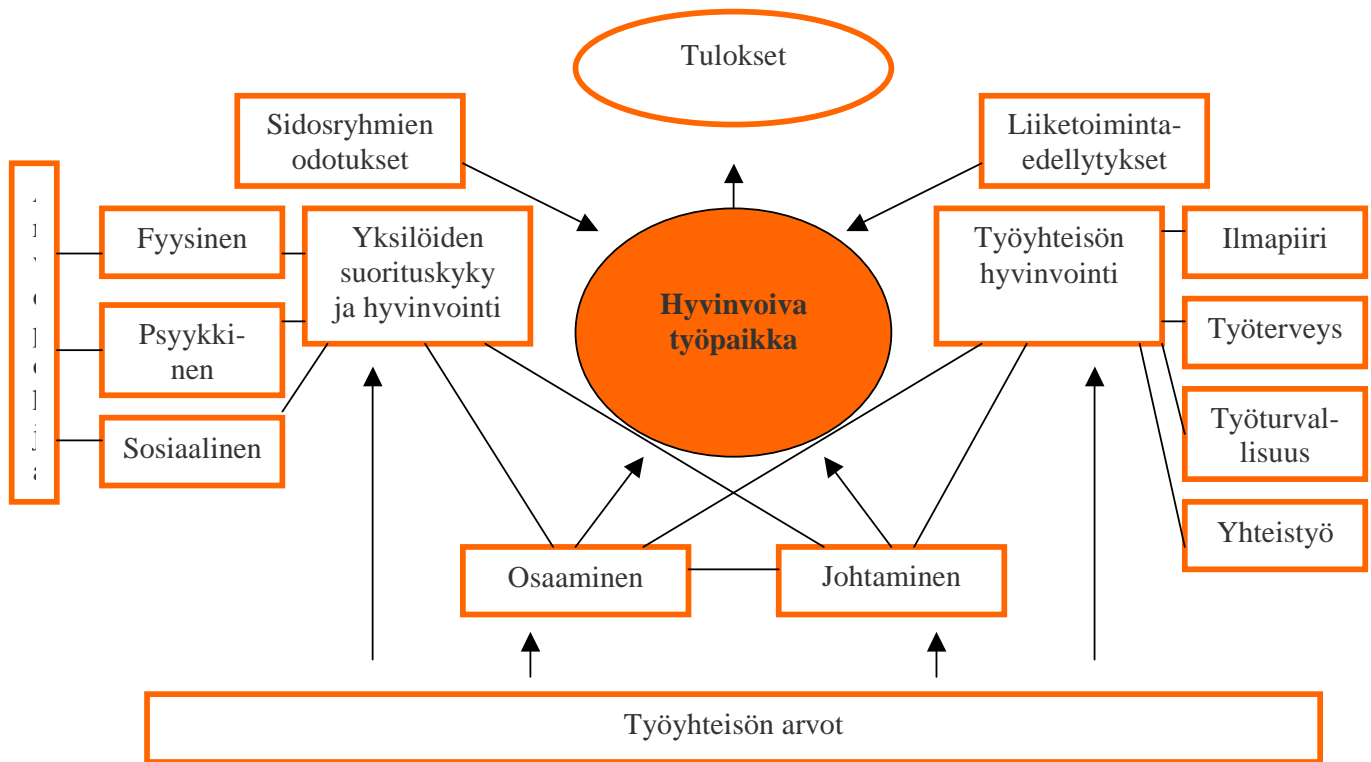 Tulokset
Sidosryhmien
odotukset
Liiketoiminta-
edellytykset
Fyysinen
Yksilöiden
suorituskyky
ja hyvinvointi
Työyhteisön
hyvinvointi
Ilmapiiri
Hyvinvoiva
työpaikka
Psyykki-
nen
Työterveys
Sosiaalinen
Työturval-
lisuus
Yhteistyö
Osaaminen
Johtaminen
Työyhteisön arvot